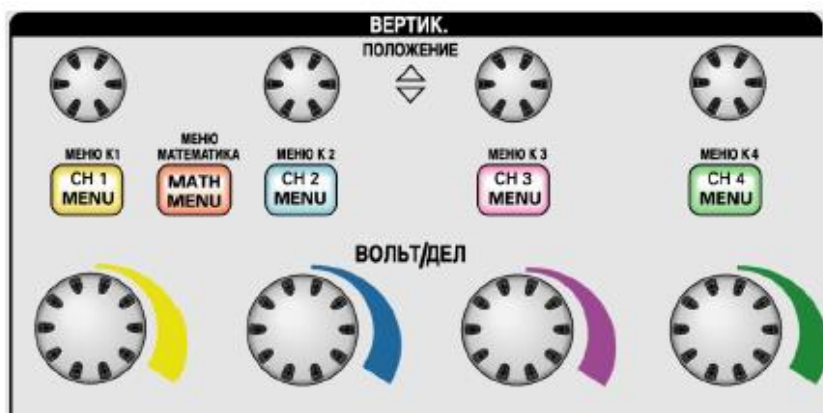 ВЕРТИК.
ПОЛОЖЕНИЕ
МЕНЮ К1
МЕНЮ
МАТЕМАТИКА
МЕНЮ К 2
МЕНЮ К 3
МЕНЮ К 4
CH 1
MENU
MATH
MENU
CH 2
MENU
CH 3
MENU
CH 4
MENU
ВОЛЬТ/ДЕЛ